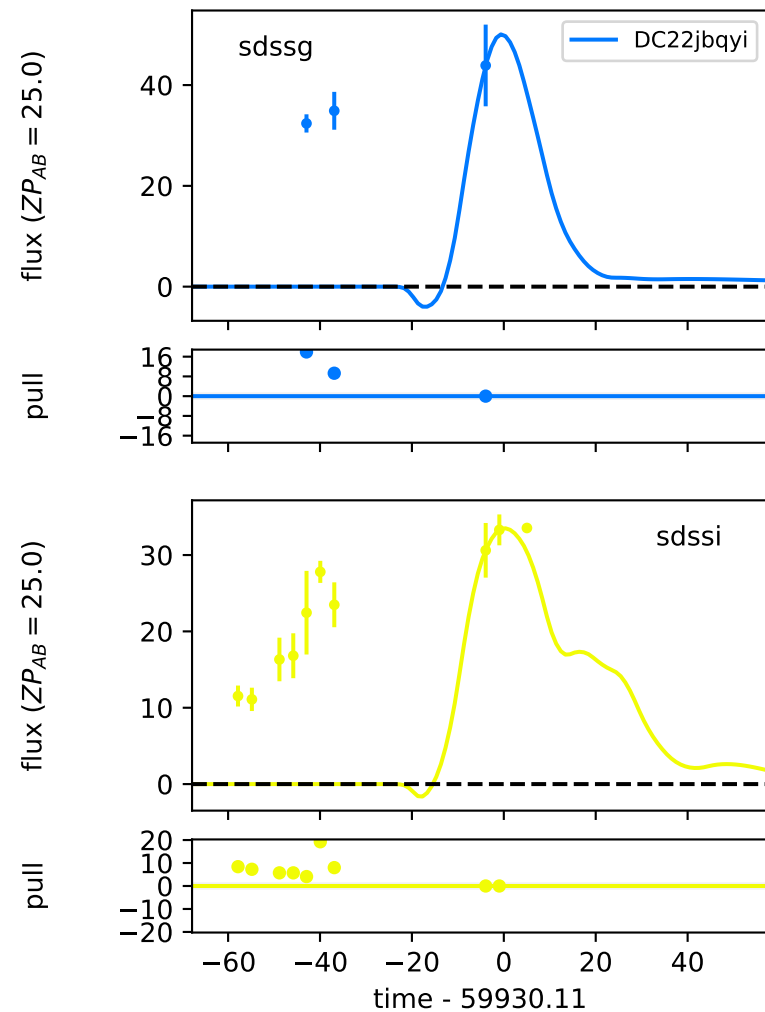 sdssg
DC22jbqyi
flux (ZP_AB = 25.0)
40
20
0
pull
16
8
0
−8
−16
sdssi
flux (ZP_AB = 25.0)
30
20
10
0
pull
20
10
0
−10
−20
−60 −40 −20 0 20 40
time - 59930.11